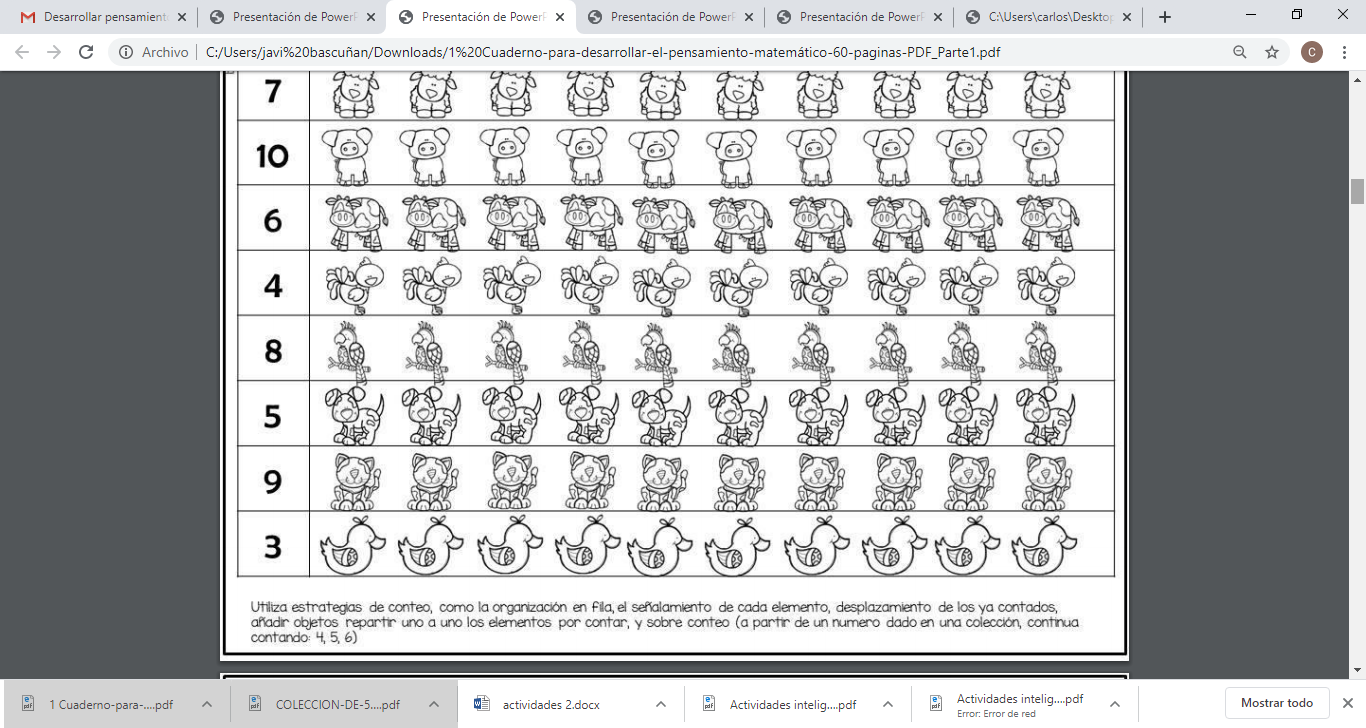 Desarrollar pensamient
Presentación de PowerP
Presentación de PowerP
Presentación de PowerP
Presentación de PowerP
C:\Users\carlos\Deskto
Archivo
C:/Users/javi%20bascuñan/Downloads/1%20Cuaderno-para-desarrollar-el-pensamiento-matemático-60-paginas-PDF_Parte1.pdf
C
7
10
6
4
8
5
9
3
Utiliza estrategias de conteo, como la organización en fila, el señalamiento de cada elemento, desplazamiento de los ya contados,
añadir objetos repartir uno a uno los elementos por contar, y sobre conteo (a partir de un numero dado en una colección, continua
contando: 4, 5, 6)
1 Cuaderno-para-....pdf
COLECCION-DE-5....pdf
actividades 2.docx
Actividades intelig....pdf
Actividades intelig....pdf
Error: Error de red
Mostrar todo